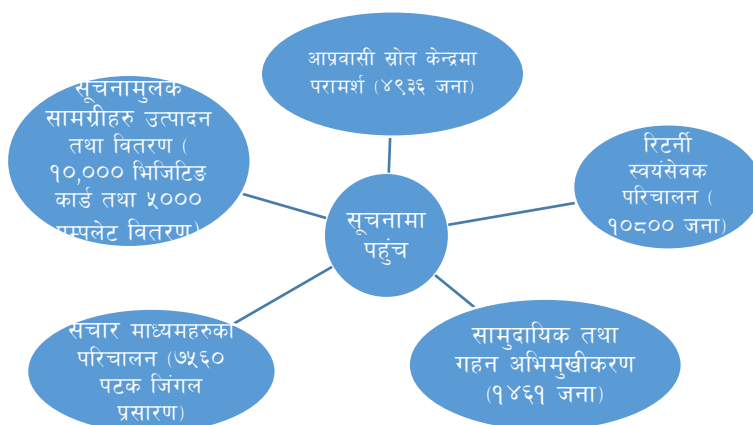 आप्रवासी स्रोत केन्द्रमा
परामर्श (४९३६ जना)
सूचनामुलक
सामग्रीहरु उत्पादन
तथा वितरण (
१०,००० भिजिटिङ
कार्ड तथा ५०००
पम्पलेट वितरण)
रिटर्नी
स्वयंसेवक
परिचालन (
१०८०० जना)
सूचनामा
पहुंच
संचार माध्यमहरुको
परिचालन (७५६०
पटक जिंगल
प्रसारण)
सामुदायिक तथा
गहन अभिमुखीकरण
(१४६१ जना)